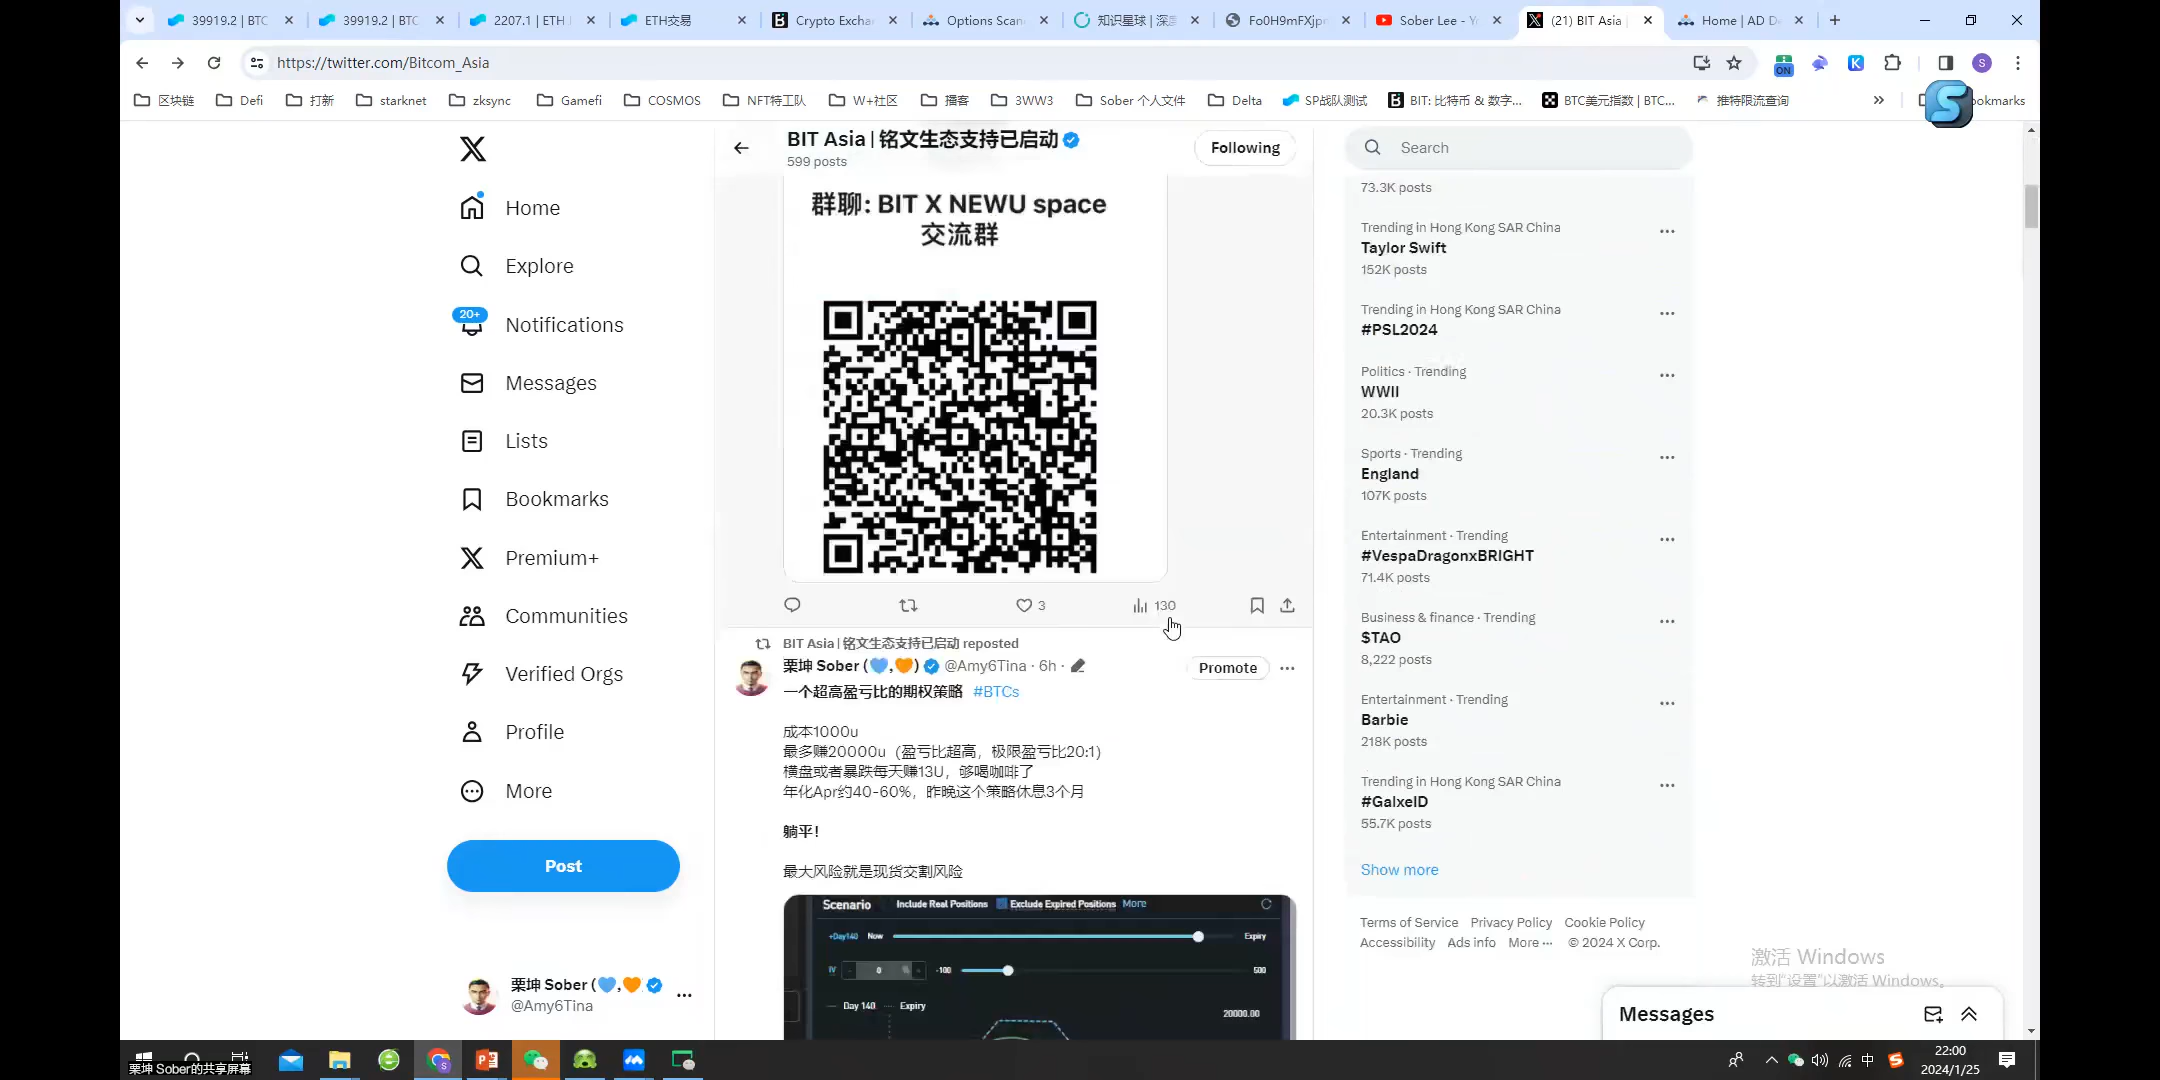 39919.2 | BTC
39919.2 | BTC
2207.1 | ETH
ETH交易
Crypto Excha
Options Scan
知识星球 | 深
Fo0H9mFXjp
Sober Lee - Y
(21) BIT Asia
Home | AD D
https://twitter.com/Bitcom_Asia
ON
K
S
区块链
Defi
打新
starknet
zksync
Gamefi
COSMOS
NFT特工队
W+社区
播客
3WW3
Sober 个人文件
Delta
SP战队测试
BIT: 比特币 & 数字...
BTC美元指数 | BTC...
推特限流查询
okmarks
Home
Explore
20+
Notifications
Messages
Lists
Bookmarks
Premium+
Communities
Verified Orgs
Profile
More
Post
栗坤 Sober (💙,🧡
@Amy6Tina
BIT Asia | 铭文生态支持已启动
599 posts
Following
群聊: BIT X NEWU space
交流群
3
130
BIT Asia | 铭文生态支持已启动 reposted
栗坤 Sober (💙,🧡) @Amy6Tina · 6h ·
Promote
一个超高盈亏比的期权策略 #BTCs
成本1000u
最多赚20000u（盈亏比超高，极限盈亏比20:1）
横盘或者暴跌每天赚13U，够喝咖啡了
年化Apr约40-60%，昨晚这个策略休息3个月
躺平！
最大风险就是现货交割风险
Scenario Include Real Positions Exclude Expired Positions More
+Day140 Now Expiry
IV - 0 + -100 500
Day 140 Expiry
20000.00
Search
73.3K posts
Trending in Hong Kong SAR China
Taylor Swift
152K posts
Trending in Hong Kong SAR China
#PSL2024
Politics · Trending
WWII
20.3K posts
Sports · Trending
England
107K posts
Entertainment · Trending
#VespaDragonxBRIGHT
71.4K posts
Business & finance · Trending
$TAO
8,222 posts
Entertainment · Trending
Barbie
218K posts
Trending in Hong Kong SAR China
#GalxeID
55.7K posts
Show more
Terms of Service Privacy Policy Cookie Policy
Accessibility Ads info More ··· © 2024 X Corp.
激活 Windows
转到"设置"以激活 Windows。
Messages
栗坤 Sober的共享屏幕
中
22:00
2024/1/25